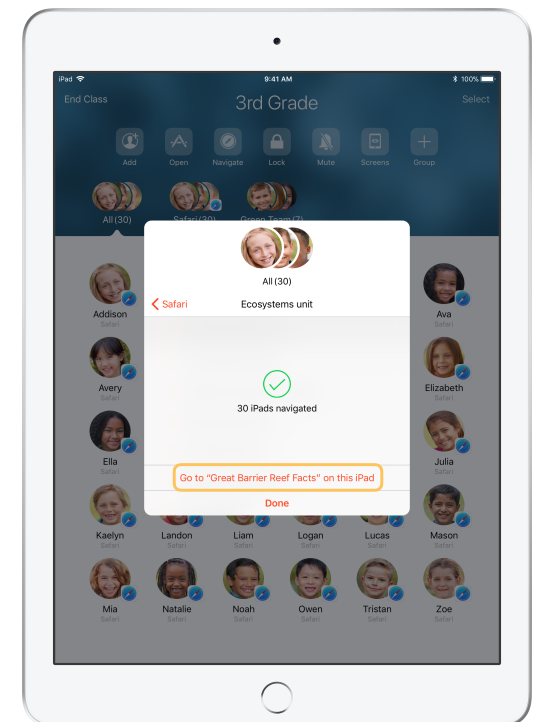 iPad 9:41 AM 100%
End Class 3rd Grade Select
Add Open Navigate Lock Mute Screens Group
All (30) Safari (30) Green Team (7)
All (30)
Safari Ecosystems unit
30 iPads navigated
Go to “Great Barrier Reef Facts” on this iPad
Done
Addison Ava
Safari Safari
Avery Elizabeth
Safari Safari
Ella Julia
Safari Safari
Kaelyn Landon Liam Logan Lucas Mason
Safari Safari Safari Safari Safari Safari
Mia Natalie Noah Owen Tristan Zoe
Safari Safari Safari Safari Safari Safari